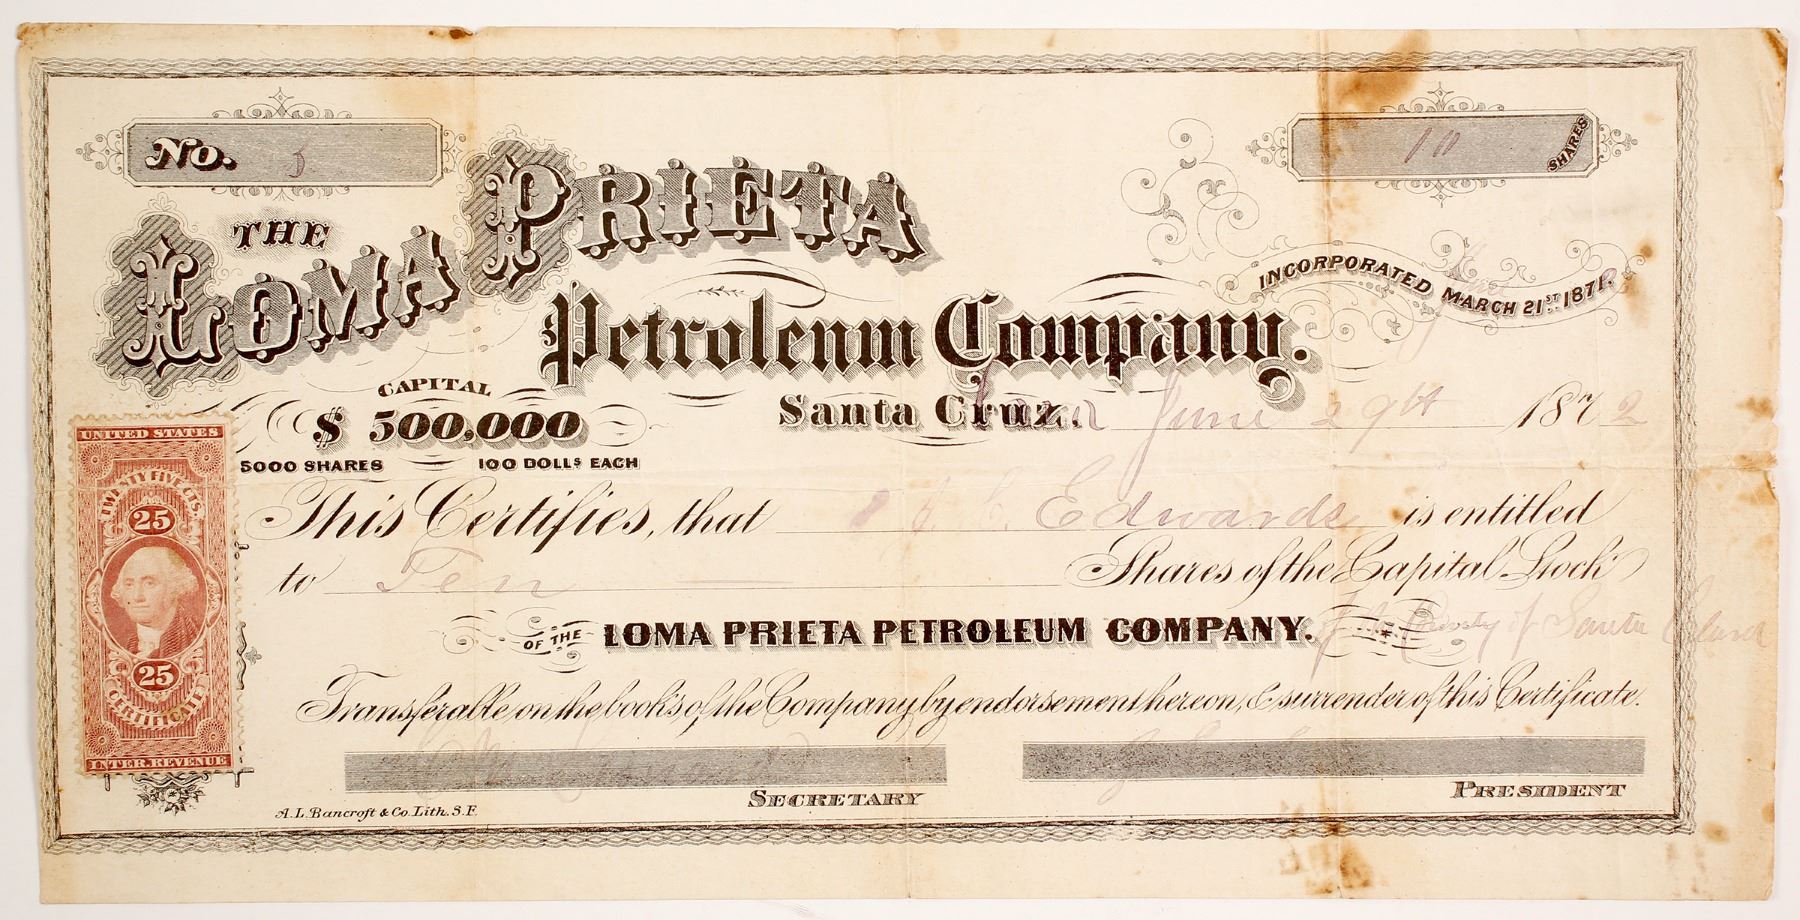 No. 5
10 SHARES
THE
LOMA PRIETA
Petroleum Company.
INCORPORATED MARCH 21ST 1871.
CAPITAL
$ 500,000
5000 SHARES 100 DOLLS EACH
Santa Cruz, June 29th 1872
UNITED STATES
TWENTY FIVE CTS.
25
25
CERTIFICATE
INTER. REVENUE
This Certifies, that Edwards is entitled
to Ten Shares of the Capital Stock
OF THE LOMA PRIETA PETROLEUM COMPANY. of Santa
Transferable on the books of the Company by endorsement hereon, & surrender of this Certificate.
SECRETARY
PRESIDENT
A.L. Bancroft & Co. Lith. S.F.